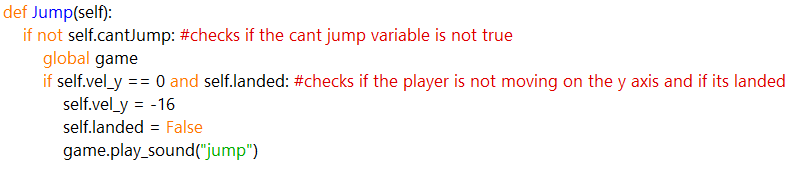 def Jump(self):
if not self.cantJump: #checks if the cant jump variable is not true
global game
if self.vel_y == 0 and self.landed: #checks if the player is not moving on the y axis and if its landed
self.vel_y = -16
self.landed = False
game.play_sound("jump")